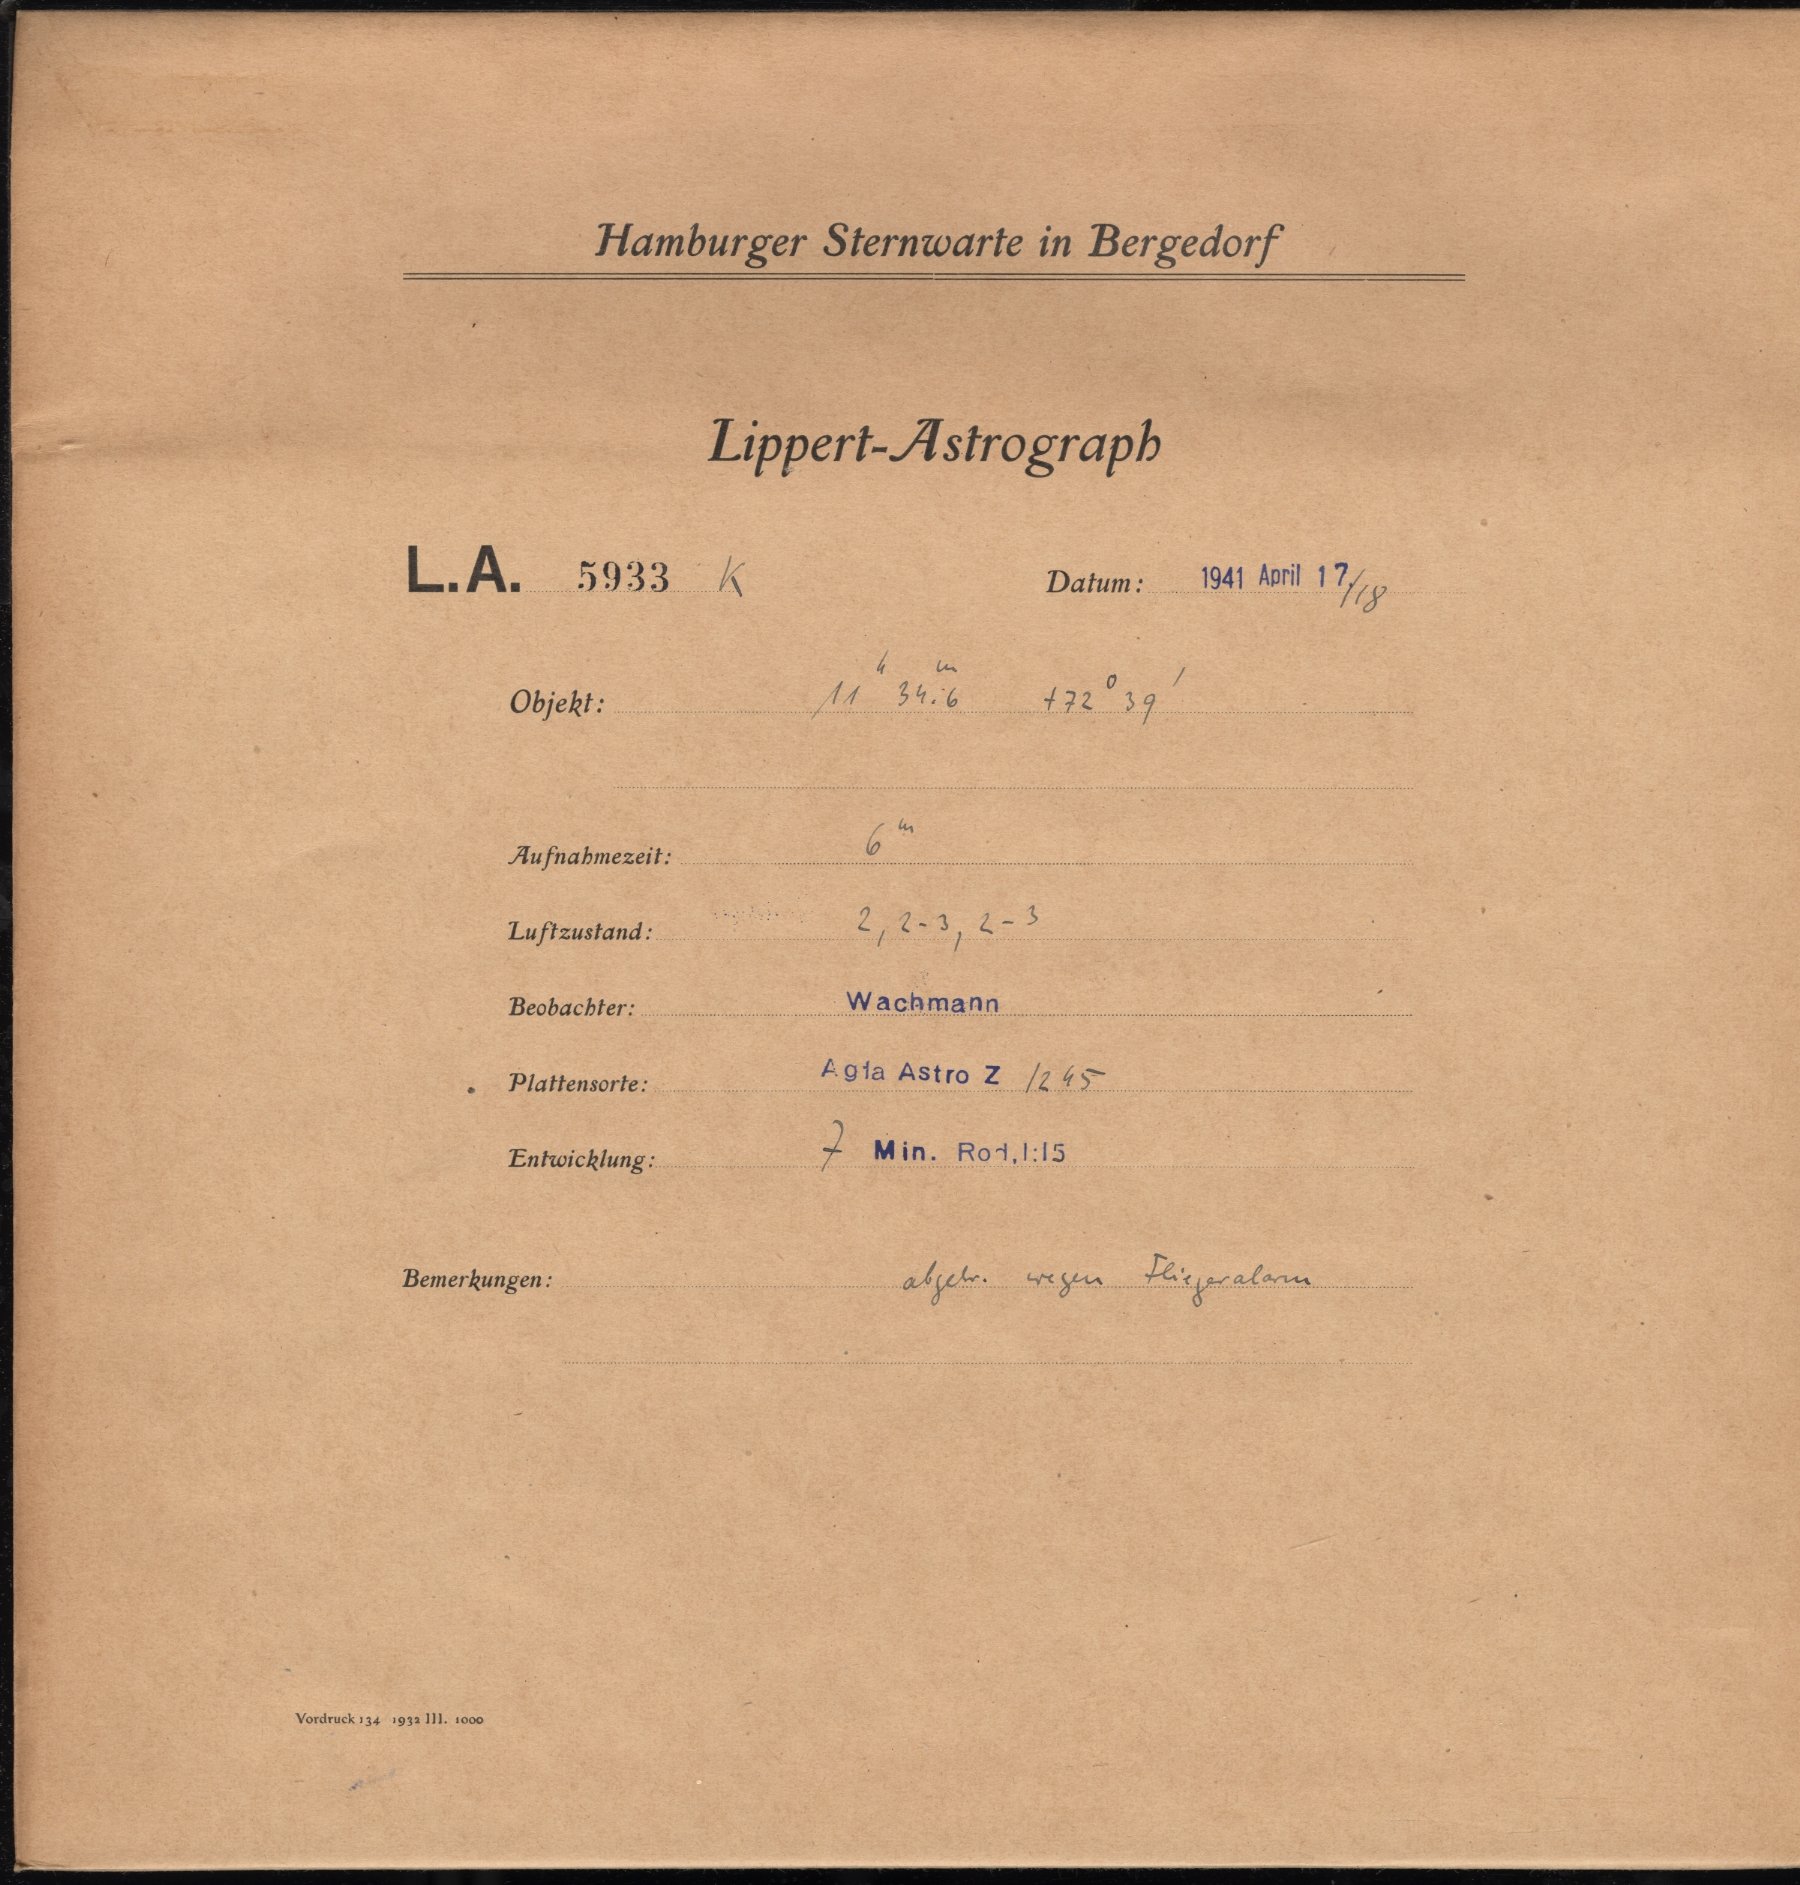 Hamburger Sternwarte in Bergedorf
Lippert-Astrograph
L.A. 5933 K Datum: 1941 April 17./18
Objekt: 11ʰ 34.ᵐ6 +72° 39′
Aufnahmezeit: 6ᵐ
Luftzustand: 2, 2-3, 2-3
Beobachter: Wachmann
Plattensorte: Agfa Astro Z 1245
Entwicklung: 7 Min. Rod. 1:15
Bemerkungen: abgebr. wegen Fliegeralarm
Vordruck 134 1932 III. 1000